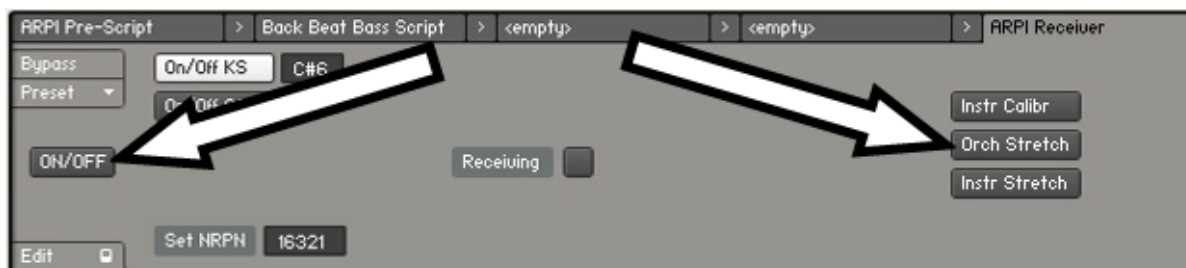 ARPI Pre-Script > Back Beat Bass Script > <empty> > <empty> > ARPI Receiver
Bypass On/Off KS C#6
Preset
Instr Calibr
ON/OFF Receiving Orch Stretch
Instr Stretch
Set NRPN 16321
Edit